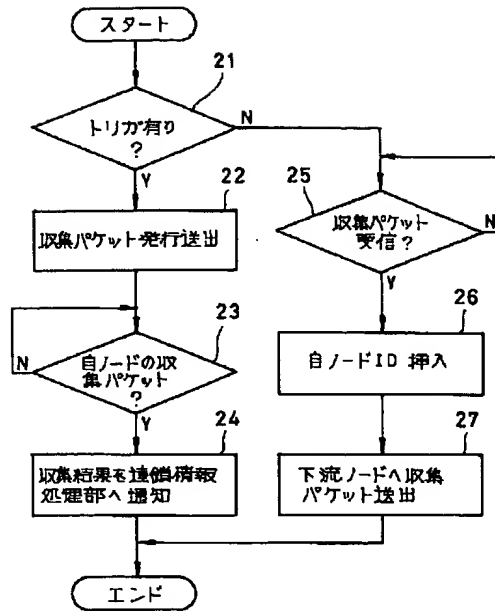 スタート
21
トリガ有り
?
N
Y
22
収集パケット発行送出
25
収集パケット
受信?
N
Y
23
自ノードの収
集パケット
?
N
Y
26
自ノードID 挿入
24
収集結果を連鎖情報
処理部へ通知
27
下流ノードへ収集
パケット送出
エンド